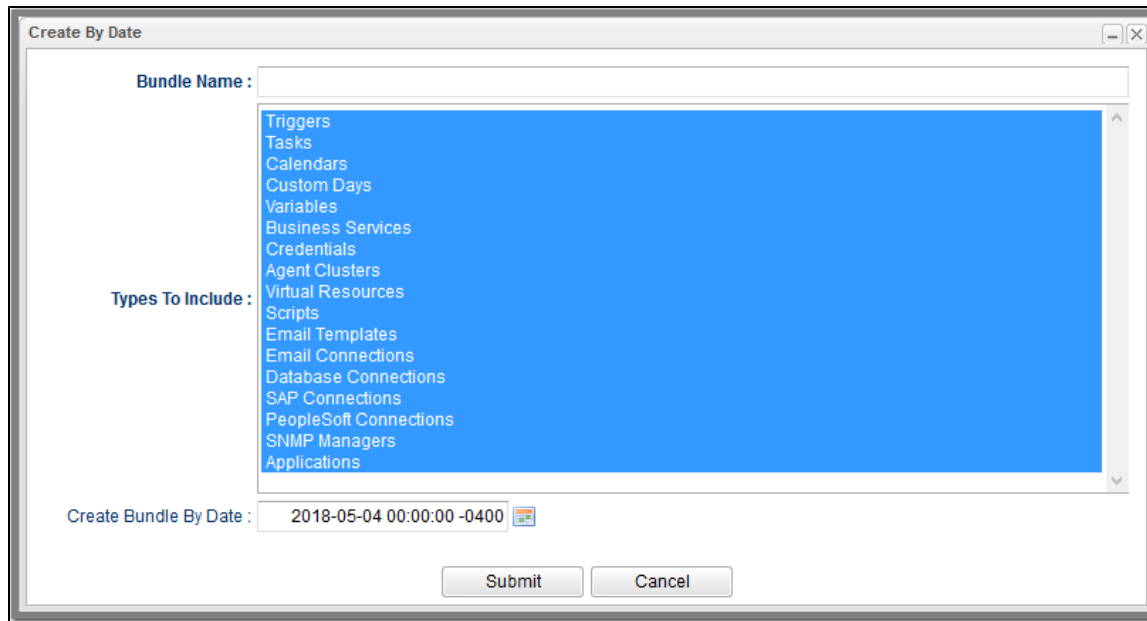 Create By Date
Bundle Name :
Types To Include :
Triggers
Tasks
Calendars
Custom Days
Variables
Business Services
Credentials
Agent Clusters
Virtual Resources
Scripts
Email Templates
Email Connections
Database Connections
SAP Connections
PeopleSoft Connections
SNMP Managers
Applications
Create Bundle By Date : 2018-05-04 00:00:00 -0400
Submit Cancel